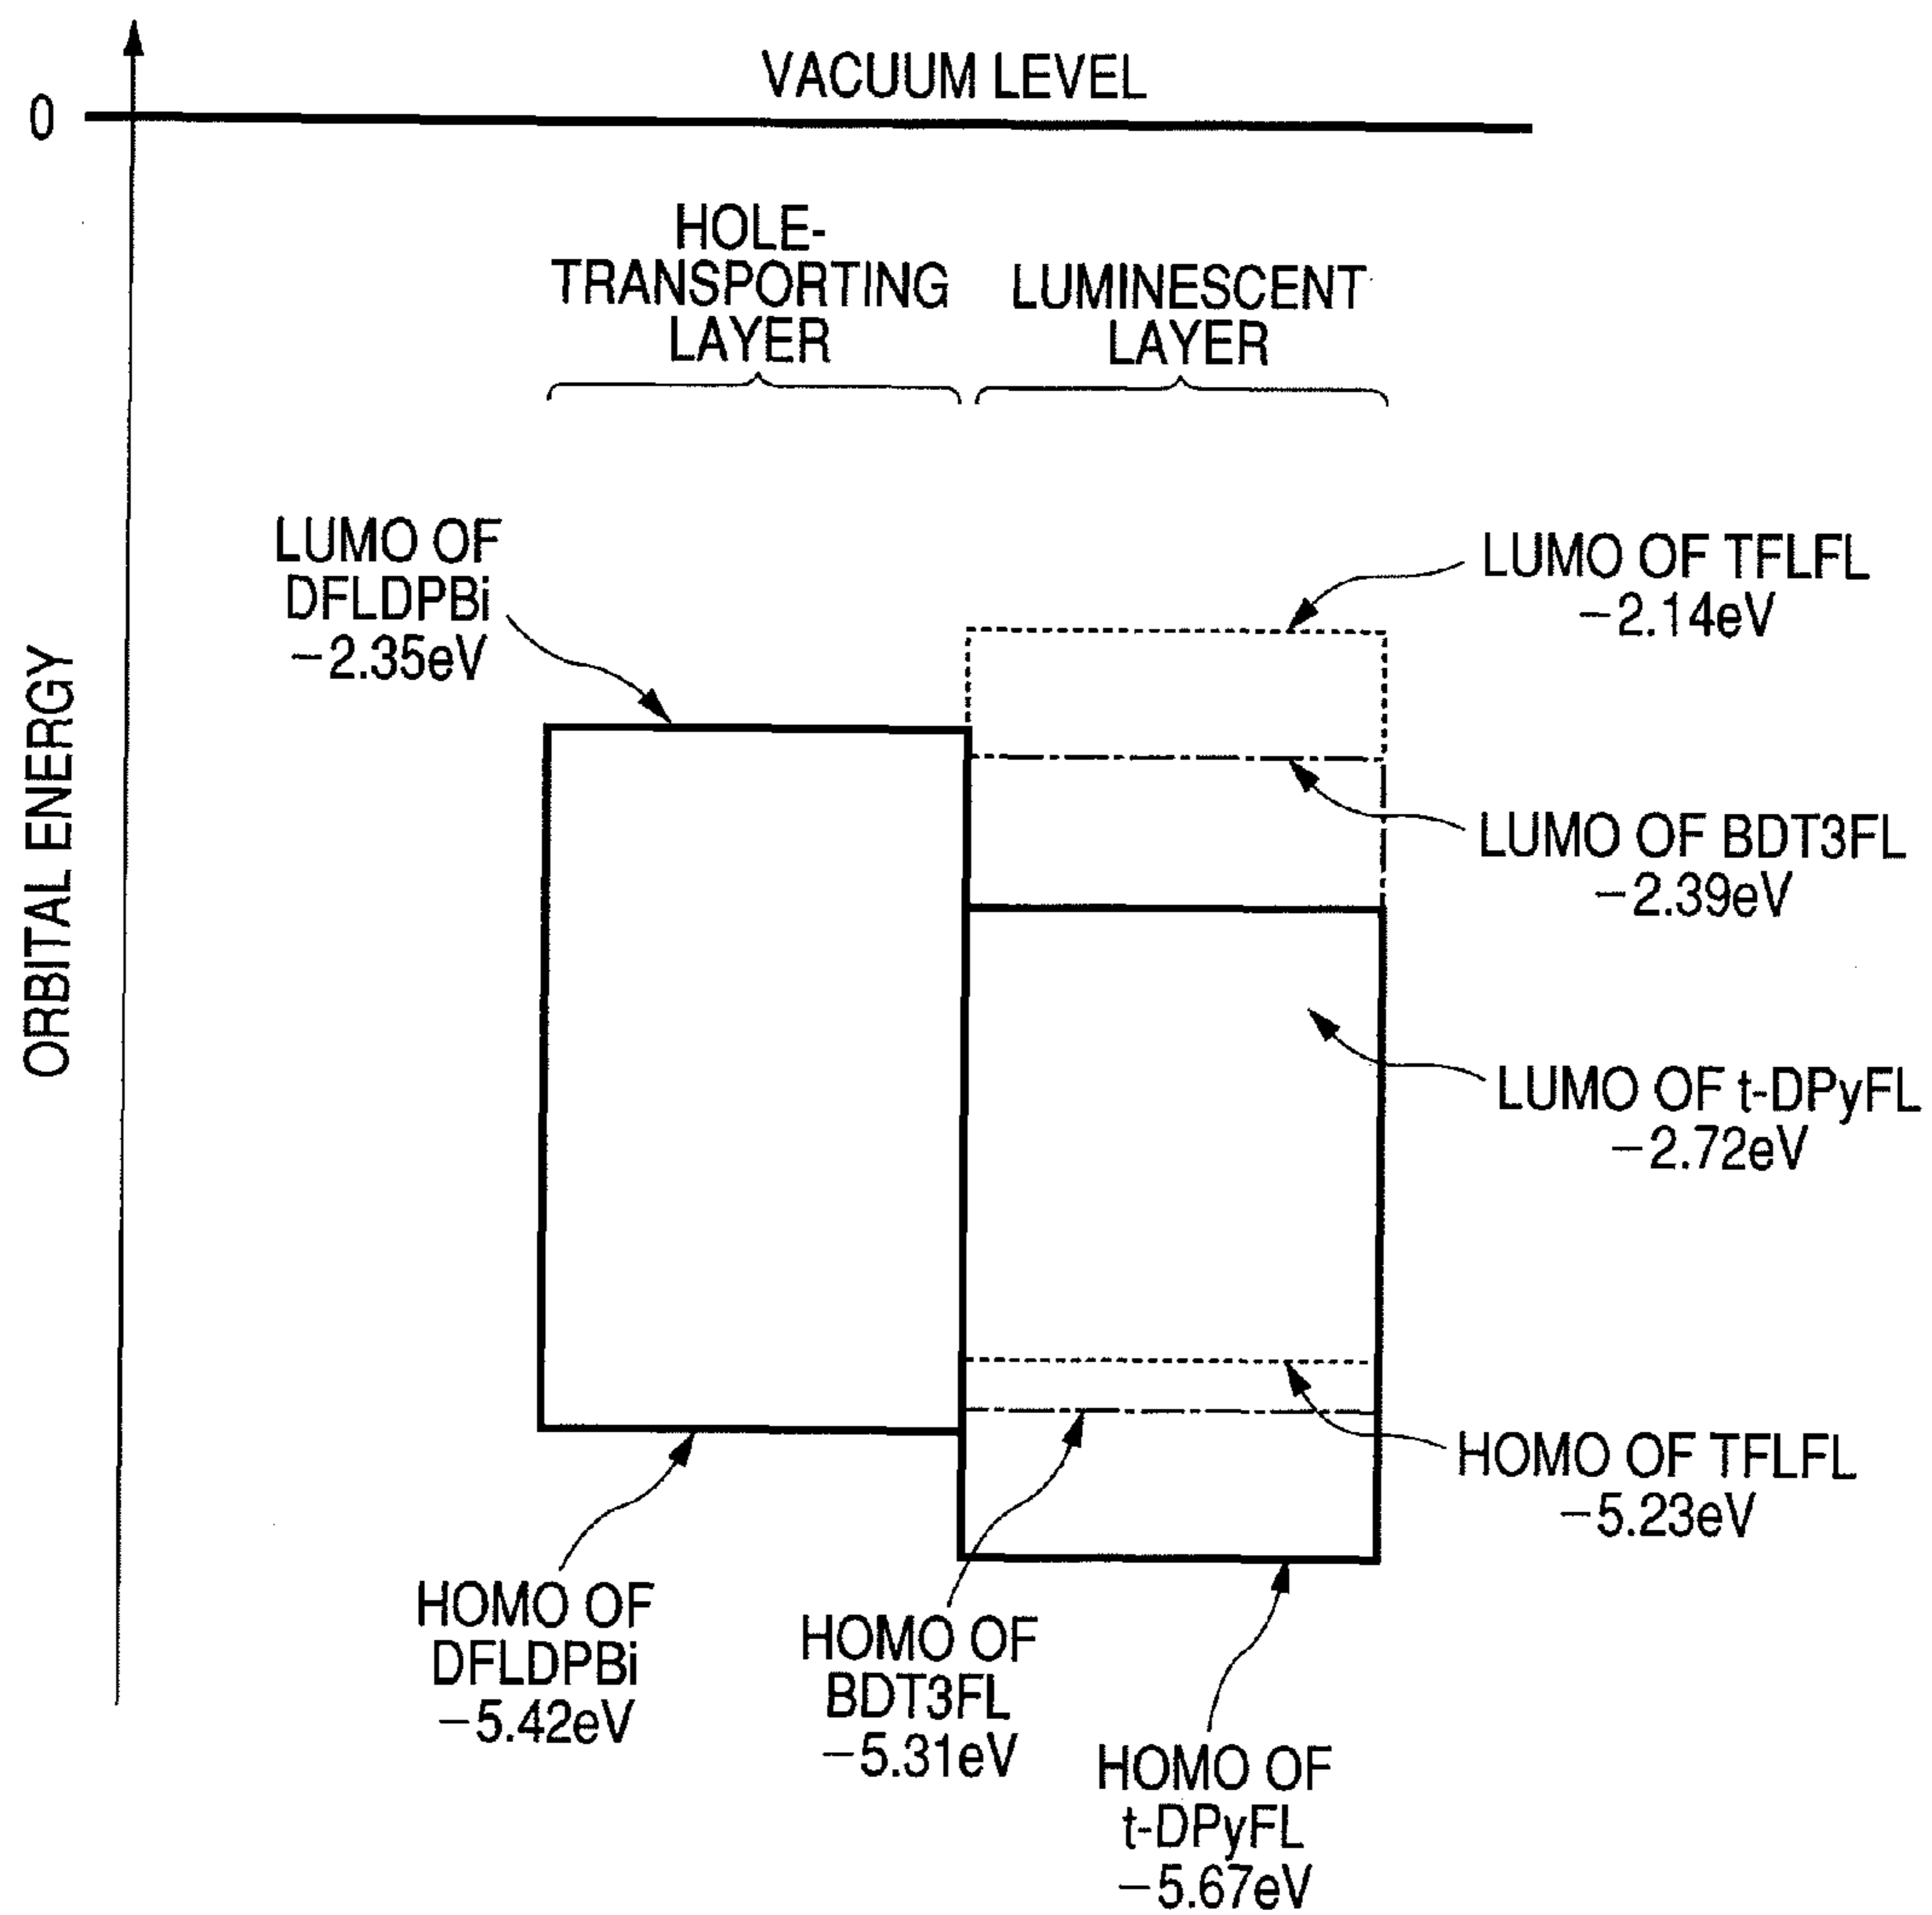 VACUUM LEVEL
0
HOLE-
TRANSPORTING
LAYER
LUMINESCENT
LAYER
ORBITAL ENERGY
LUMO OF
DFLDPBi
−2.35eV
LUMO OF TFLFL
−2.14eV
LUMO OF BDT3FL
−2.39eV
LUMO OF t-DPyFL
−2.72eV
HOMO OF TFLFL
−5.23eV
HOMO OF
DFLDPBi
−5.42eV
HOMO OF
BDT3FL
−5.31eV
HOMO OF
t-DPyFL
−5.67eV